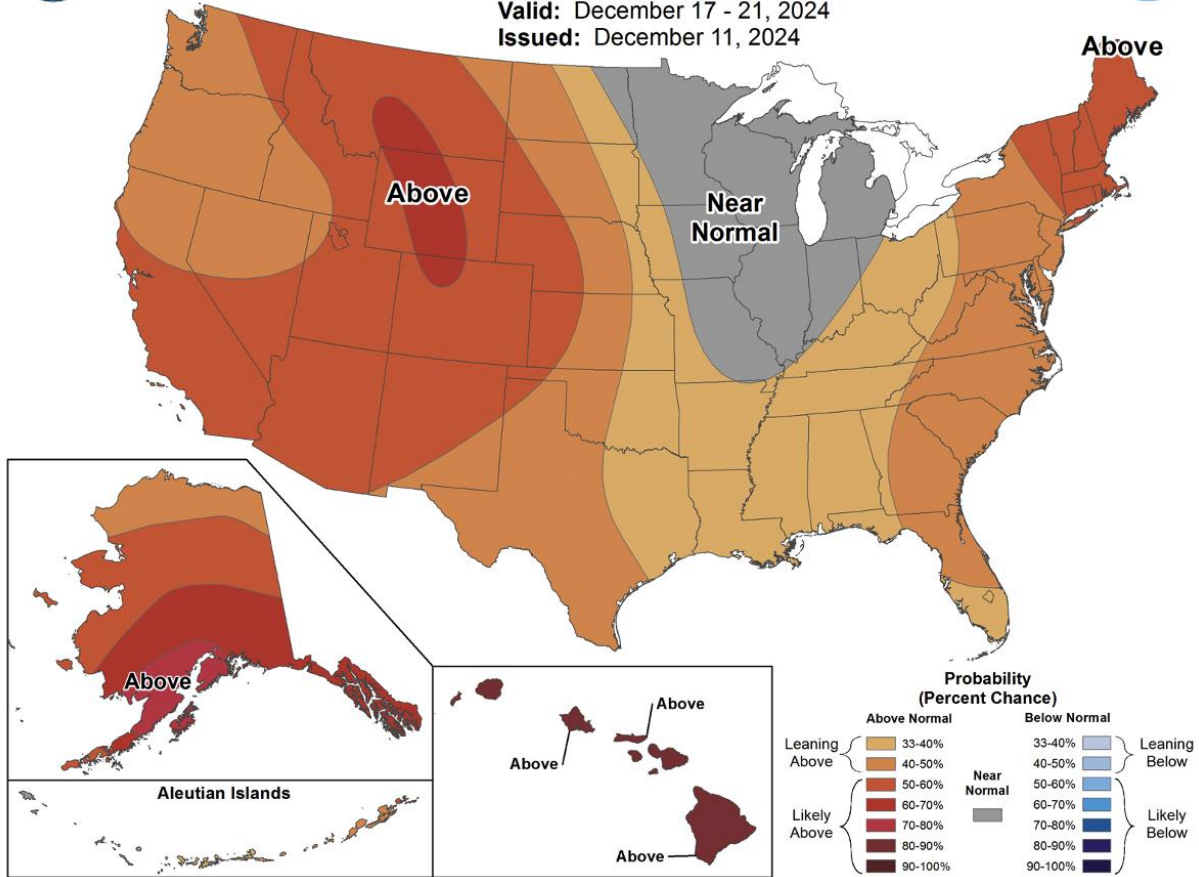 Valid: December 17 - 21, 2024
Issued: December 11, 2024
Above
Above
Near
Normal
Above
Aleutian Islands
Above
Above
Above
Probability
(Percent Chance)
Above Normal
Below Normal
Leaning
Above
33-40%
40-50%
Likely
Above
50-60%
60-70%
70-80%
80-90%
90-100%
Near
Normal
33-40%
40-50%
Leaning
Below
50-60%
60-70%
70-80%
80-90%
90-100%
Likely
Below